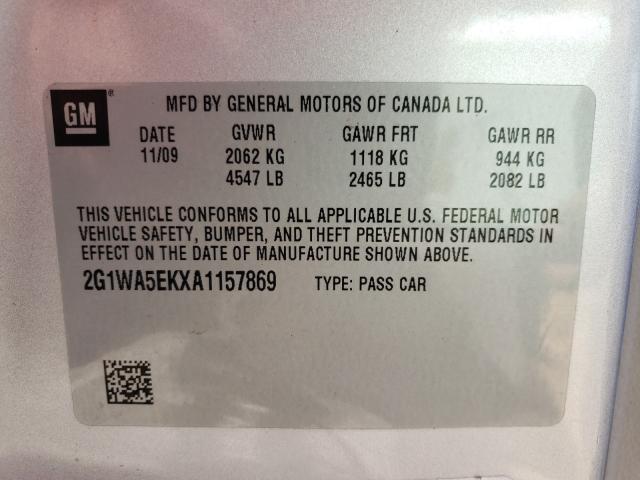 GM®
MFD BY GENERAL MOTORS OF CANADA LTD.
DATE GVWR GAWR FRT GAWR RR
11/09 2062 KG 1118 KG 944 KG
4547 LB 2465 LB 2082 LB
THIS VEHICLE CONFORMS TO ALL APPLICABLE U.S. FEDERAL MOTOR
VEHICLE SAFETY, BUMPER, AND THEFT PREVENTION STANDARDS IN
EFFECT ON THE DATE OF MANUFACTURE SHOWN ABOVE.
2G1WA5EKXA1157869 TYPE: PASS CAR